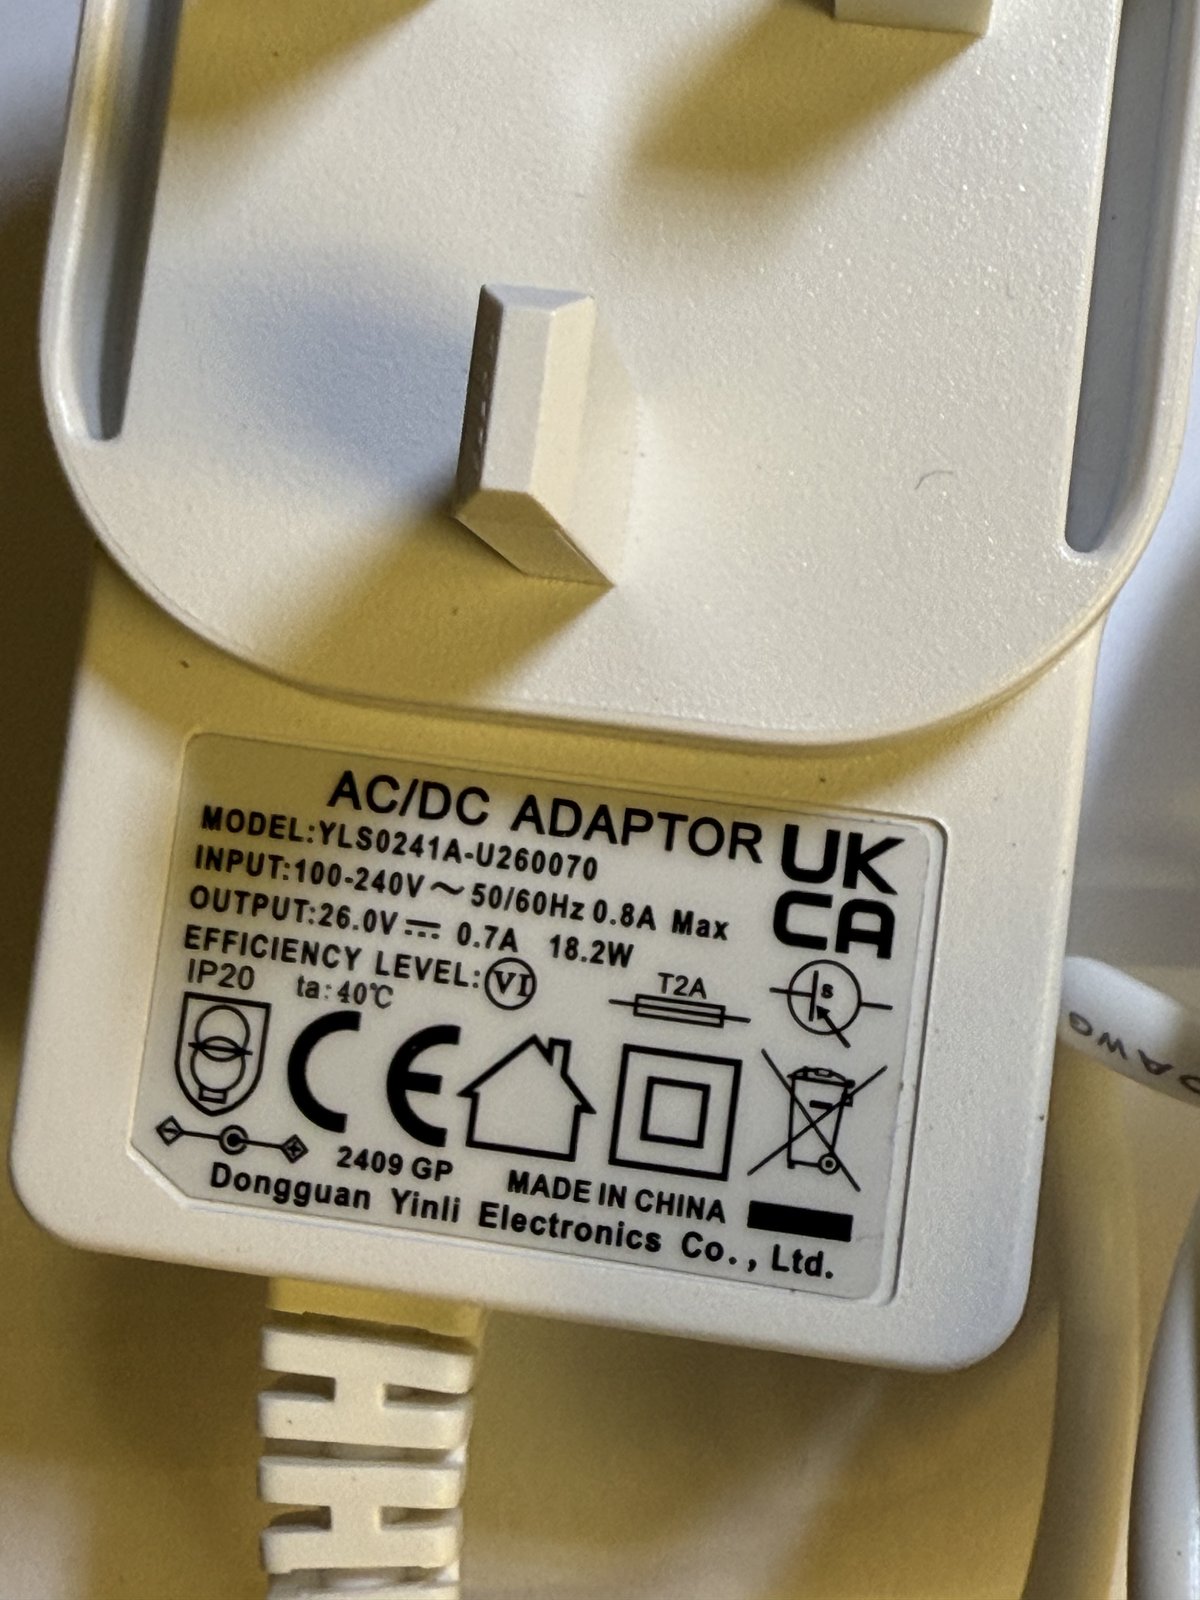 AC/DC ADAPTOR
MODEL:YLS0241A-U260070
INPUT:100-240V～50/60Hz 0.8A Max
OUTPUT:26.0V⎓ 0.7A 18.2W
EFFICIENCY LEVEL:VI
IP20 ta:40℃
T2A
UK
CA
s
CE
2409 GP
MADE IN CHINA
Dongguan Yinli Electronics Co., Ltd.
AWG